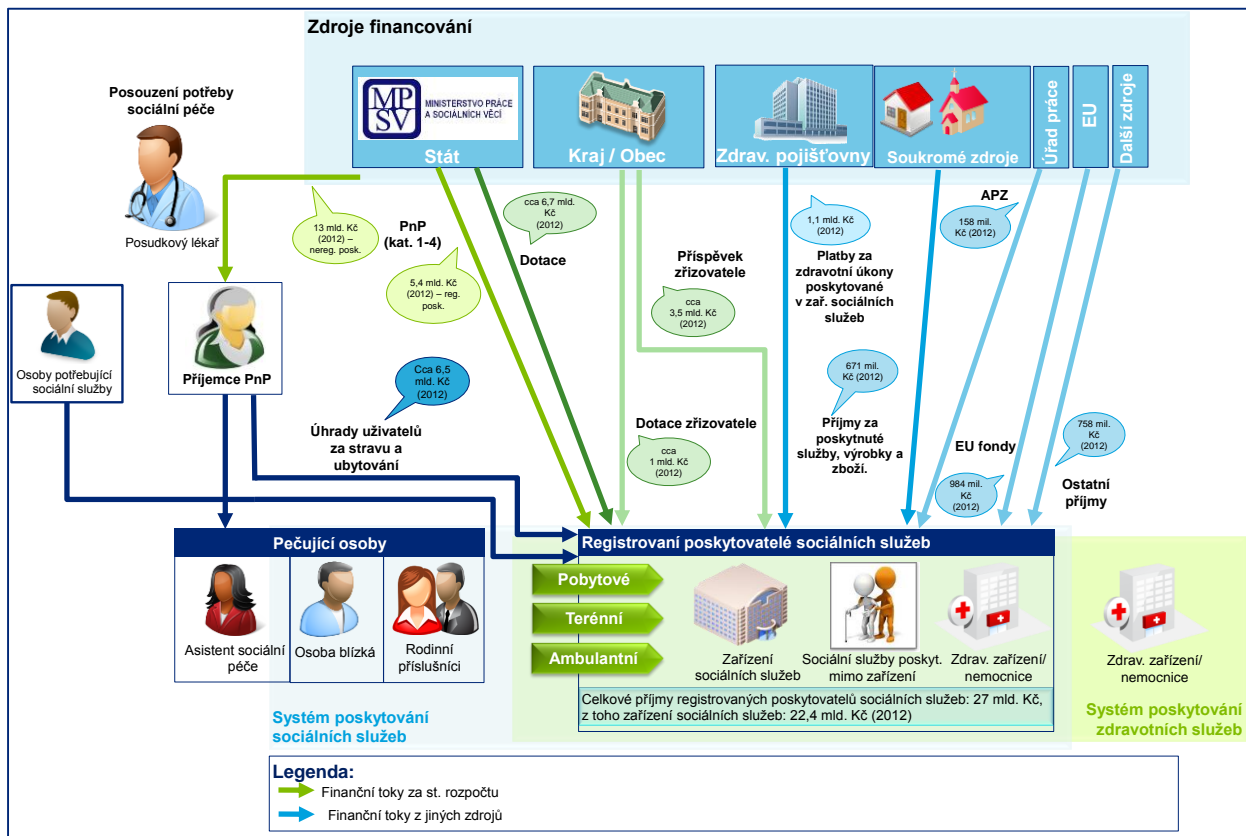 Zdroje financování
Posouzení potřeby
sociální péče
Posudkový lékař
MP
SV
MINISTERSTVO PRÁCE
A SOCIÁLNÍCH VĚCÍ
Stát
Kraj / Obec
Zdrav. pojišťovny
Soukromé zdroje
Úřad práce
EU
Další zdroje
13 mld. Kč
(2012) –
nereg. posk.
PnP
(kat. 1-4)
5,4 mld. Kč
(2012) – reg.
posk.
cca 6,7 mld.
Kč
(2012)
Dotace
Příspěvek
zřizovatele
cca
3,5 mld. Kč
(2012)
1,1 mld. Kč
(2012)
Platby za
zdravotní úkony
poskytované
v zař. sociálních
služeb
APZ
158 mil.
Kč (2012)
Osoby potřebující
sociální služby
Příjemce PnP
Cca 6,5
mld. Kč
(2012)
Úhrady uživatelů
za stravu a
ubytování
Dotace zřizovatele
cca
1 mld. Kč
(2012)
671 mil.
Kč (2012)
Příjmy za
poskytnuté
služby, výrobky a
zboží.
EU fondy
984 mil.
Kč
(2012)
758 mil.
Kč
(2012)
Ostatní
příjmy
Pečující osoby
Asistent sociální
péče
Osoba blízká
Rodinní
příslušníci
Registrovaní poskytovatelé sociálních služeb
Pobytové
Terénní
Ambulantní
Zařízení
sociálních služeb
Sociální služby poskyt.
mimo zařízení
Zdrav. zařízení/
nemocnice
Zdrav. zařízení/
nemocnice
Celkové příjmy registrovaných poskytovatelů sociálních služeb: 27 mld. Kč,
z toho zařízení sociálních služeb: 22,4 mld. Kč (2012)
Systém poskytování
sociálních služeb
Systém poskytování
zdravotních služeb
Legenda:
Finanční toky za st. rozpočtu
Finanční toky z jiných zdrojů